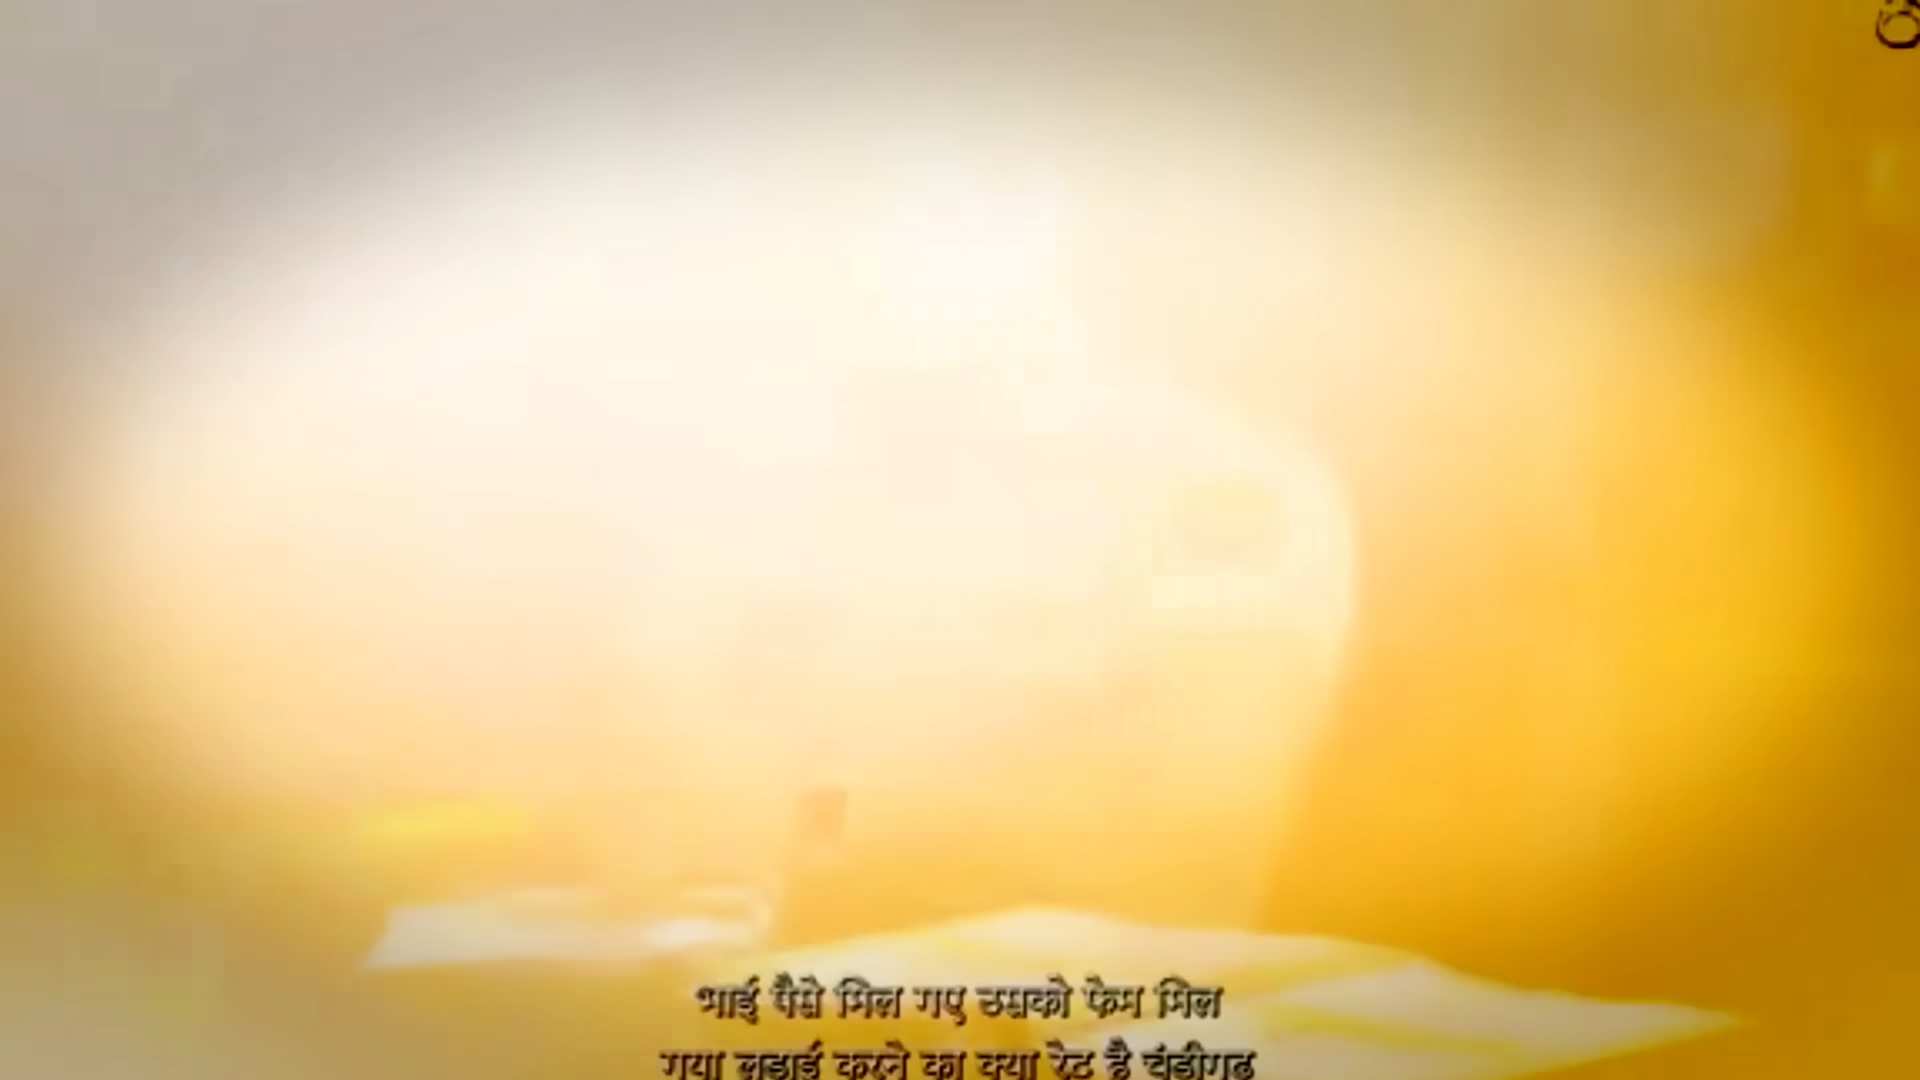 भाई पैसे मिल गए उसको फेम मिल
गया लड़ाई करने का क्या रेट है चंडीगढ़